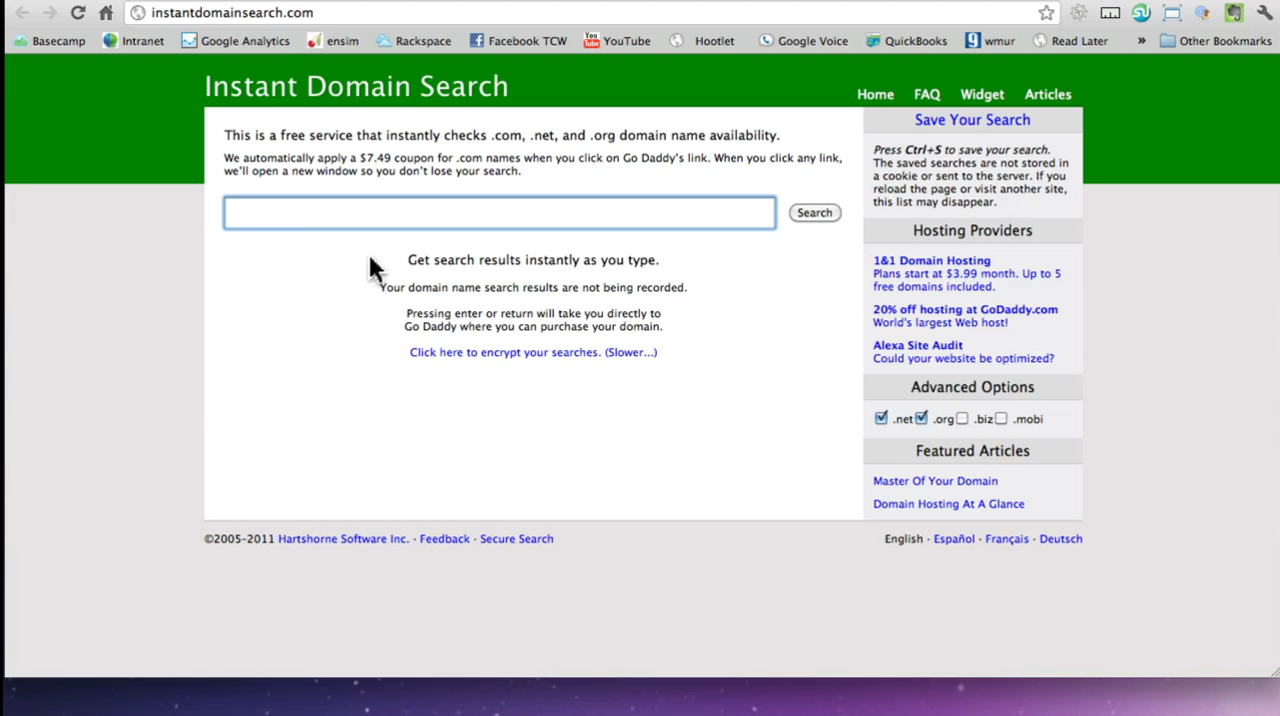 instantdomainsearch.com
Basecamp Intranet Google Analytics ensim Rackspace Facebook TCW YouTube Hootlet Google Voice QuickBooks wmur Read Later » Other Bookmarks
Instant Domain Search
Home FAQ Widget Articles
This is a free service that instantly checks .com, .net, and .org domain name availability.
We automatically apply a $7.49 coupon for .com names when you click on Go Daddy's link. When you click any link,
we'll open a new window so you don't lose your search.
Search
Get search results instantly as you type.
Your domain name search results are not being recorded.
Pressing enter or return will take you directly to
Go Daddy where you can purchase your domain.
Click here to encrypt your searches. (Slower...)
Save Your Search
Press Ctrl+S to save your search.
The saved searches are not stored in
a cookie or sent to the server. If you
reload the page or visit another site,
this list may disappear.
Hosting Providers
1&1 Domain Hosting
Plans start at $3.99 month. Up to 5
free domains included.
20% off hosting at GoDaddy.com
World's largest Web host!
Alexa Site Audit
Could your website be optimized?
Advanced Options
.net .org .biz .mobi
Featured Articles
Master Of Your Domain
Domain Hosting At A Glance
©2005-2011 Hartshorne Software Inc. · Feedback · Secure Search
English · Español · Français · Deutsch